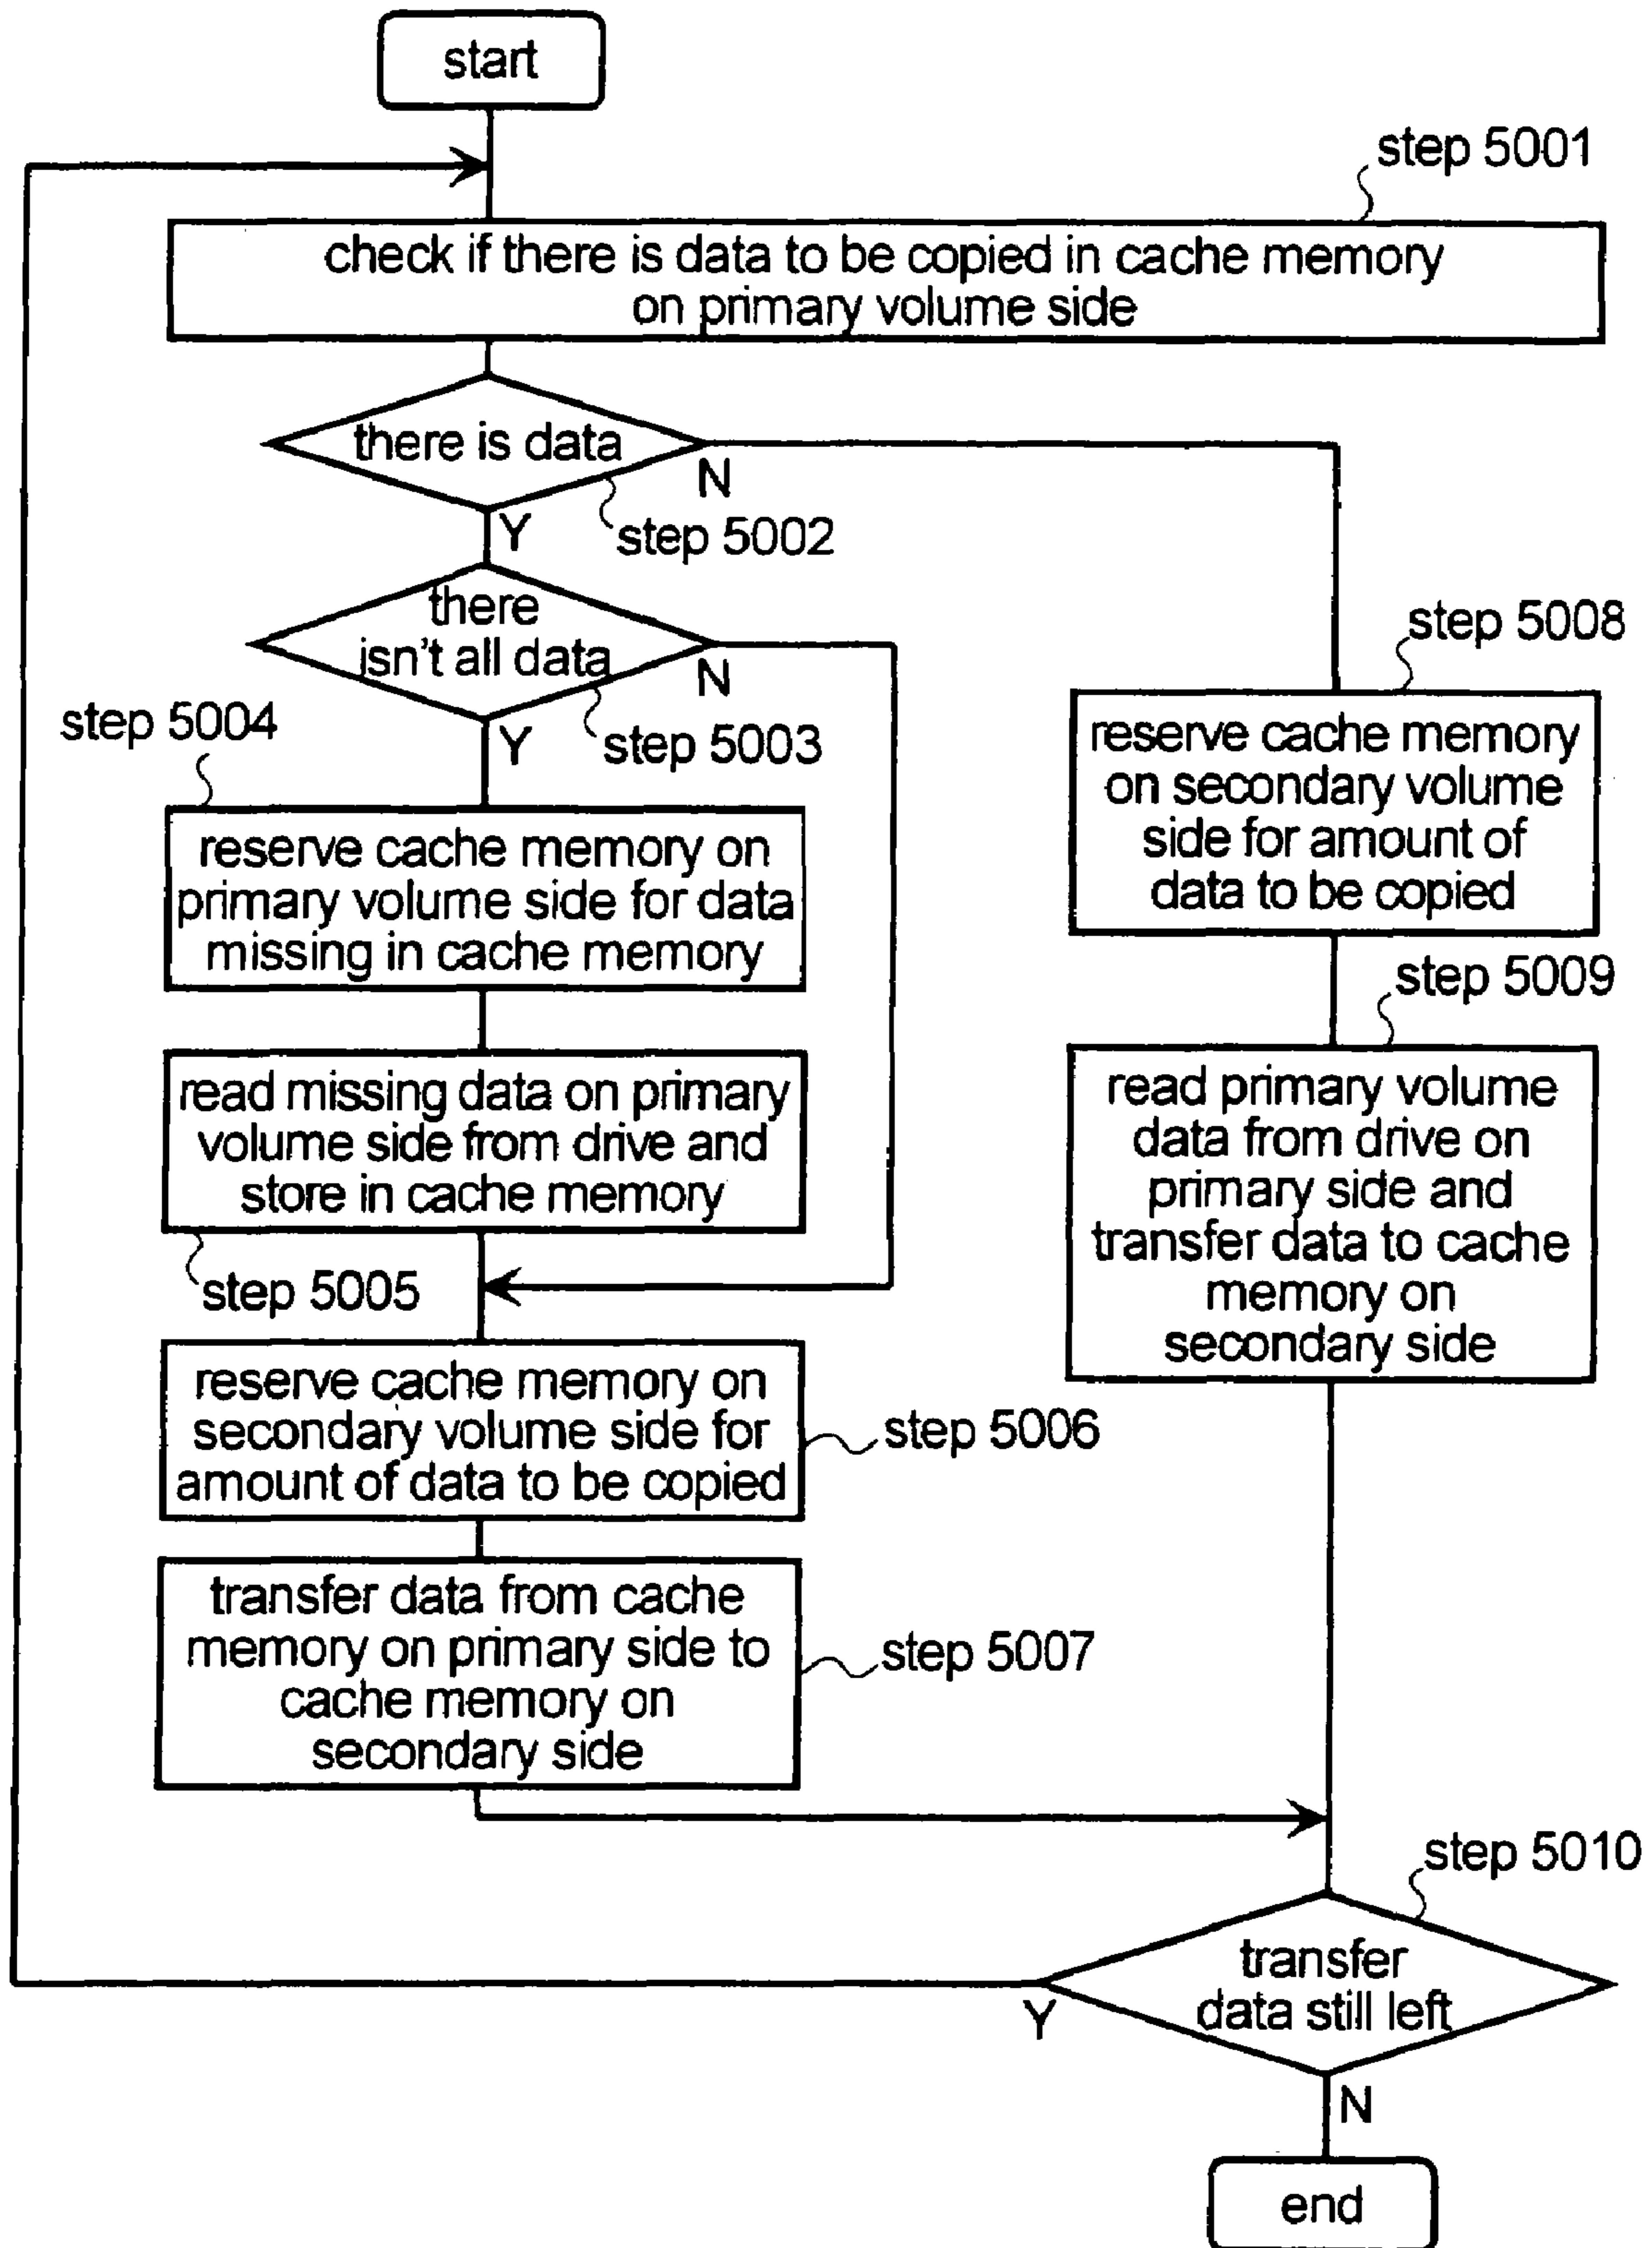 start
step 5001
check if there is data to be copied in cache memory
on primary volume side
there is data
N
Y
step 5002
there
isn't all data
N
Y
step 5003
step 5004
reserve cache memory on
primary volume side for data
missing in cache memory
read missing data on primary
volume side from drive and
store in cache memory
step 5005
reserve cache memory on
secondary volume side for
amount of data to be copied
step 5006
transfer data from cache
memory on primary side to
cache memory on
secondary side
step 5007
step 5008
reserve cache memory
on secondary volume
side for amount of
data to be copied
step 5009
read primary volume
data from drive on
primary side and
transfer data to cache
memory on
secondary side
step 5010
transfer
data still left
Y
N
end